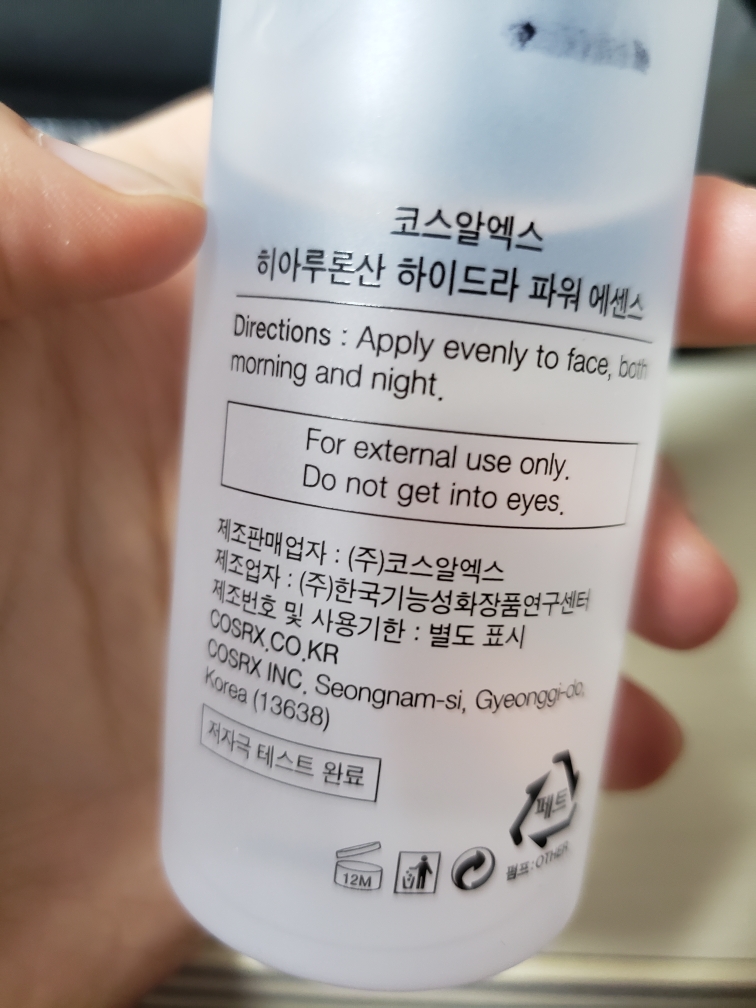 코스알엑스
히아루론산 하이드라 파워 에센스
Directions : Apply evenly to face, both
morning and night.
For external use only.
Do not get into eyes.
제조판매업자 : (주)코스알엑스
제조업자 : (주)한국기능성화장품연구센터
제조번호 및 사용기한 : 별도 표시
COSRX.CO.KR
COSRX INC. Seongnam-si, Gyeonggi-do,
Korea (13638)
저자극 테스트 완료
페트
펌프:OTHER
12M